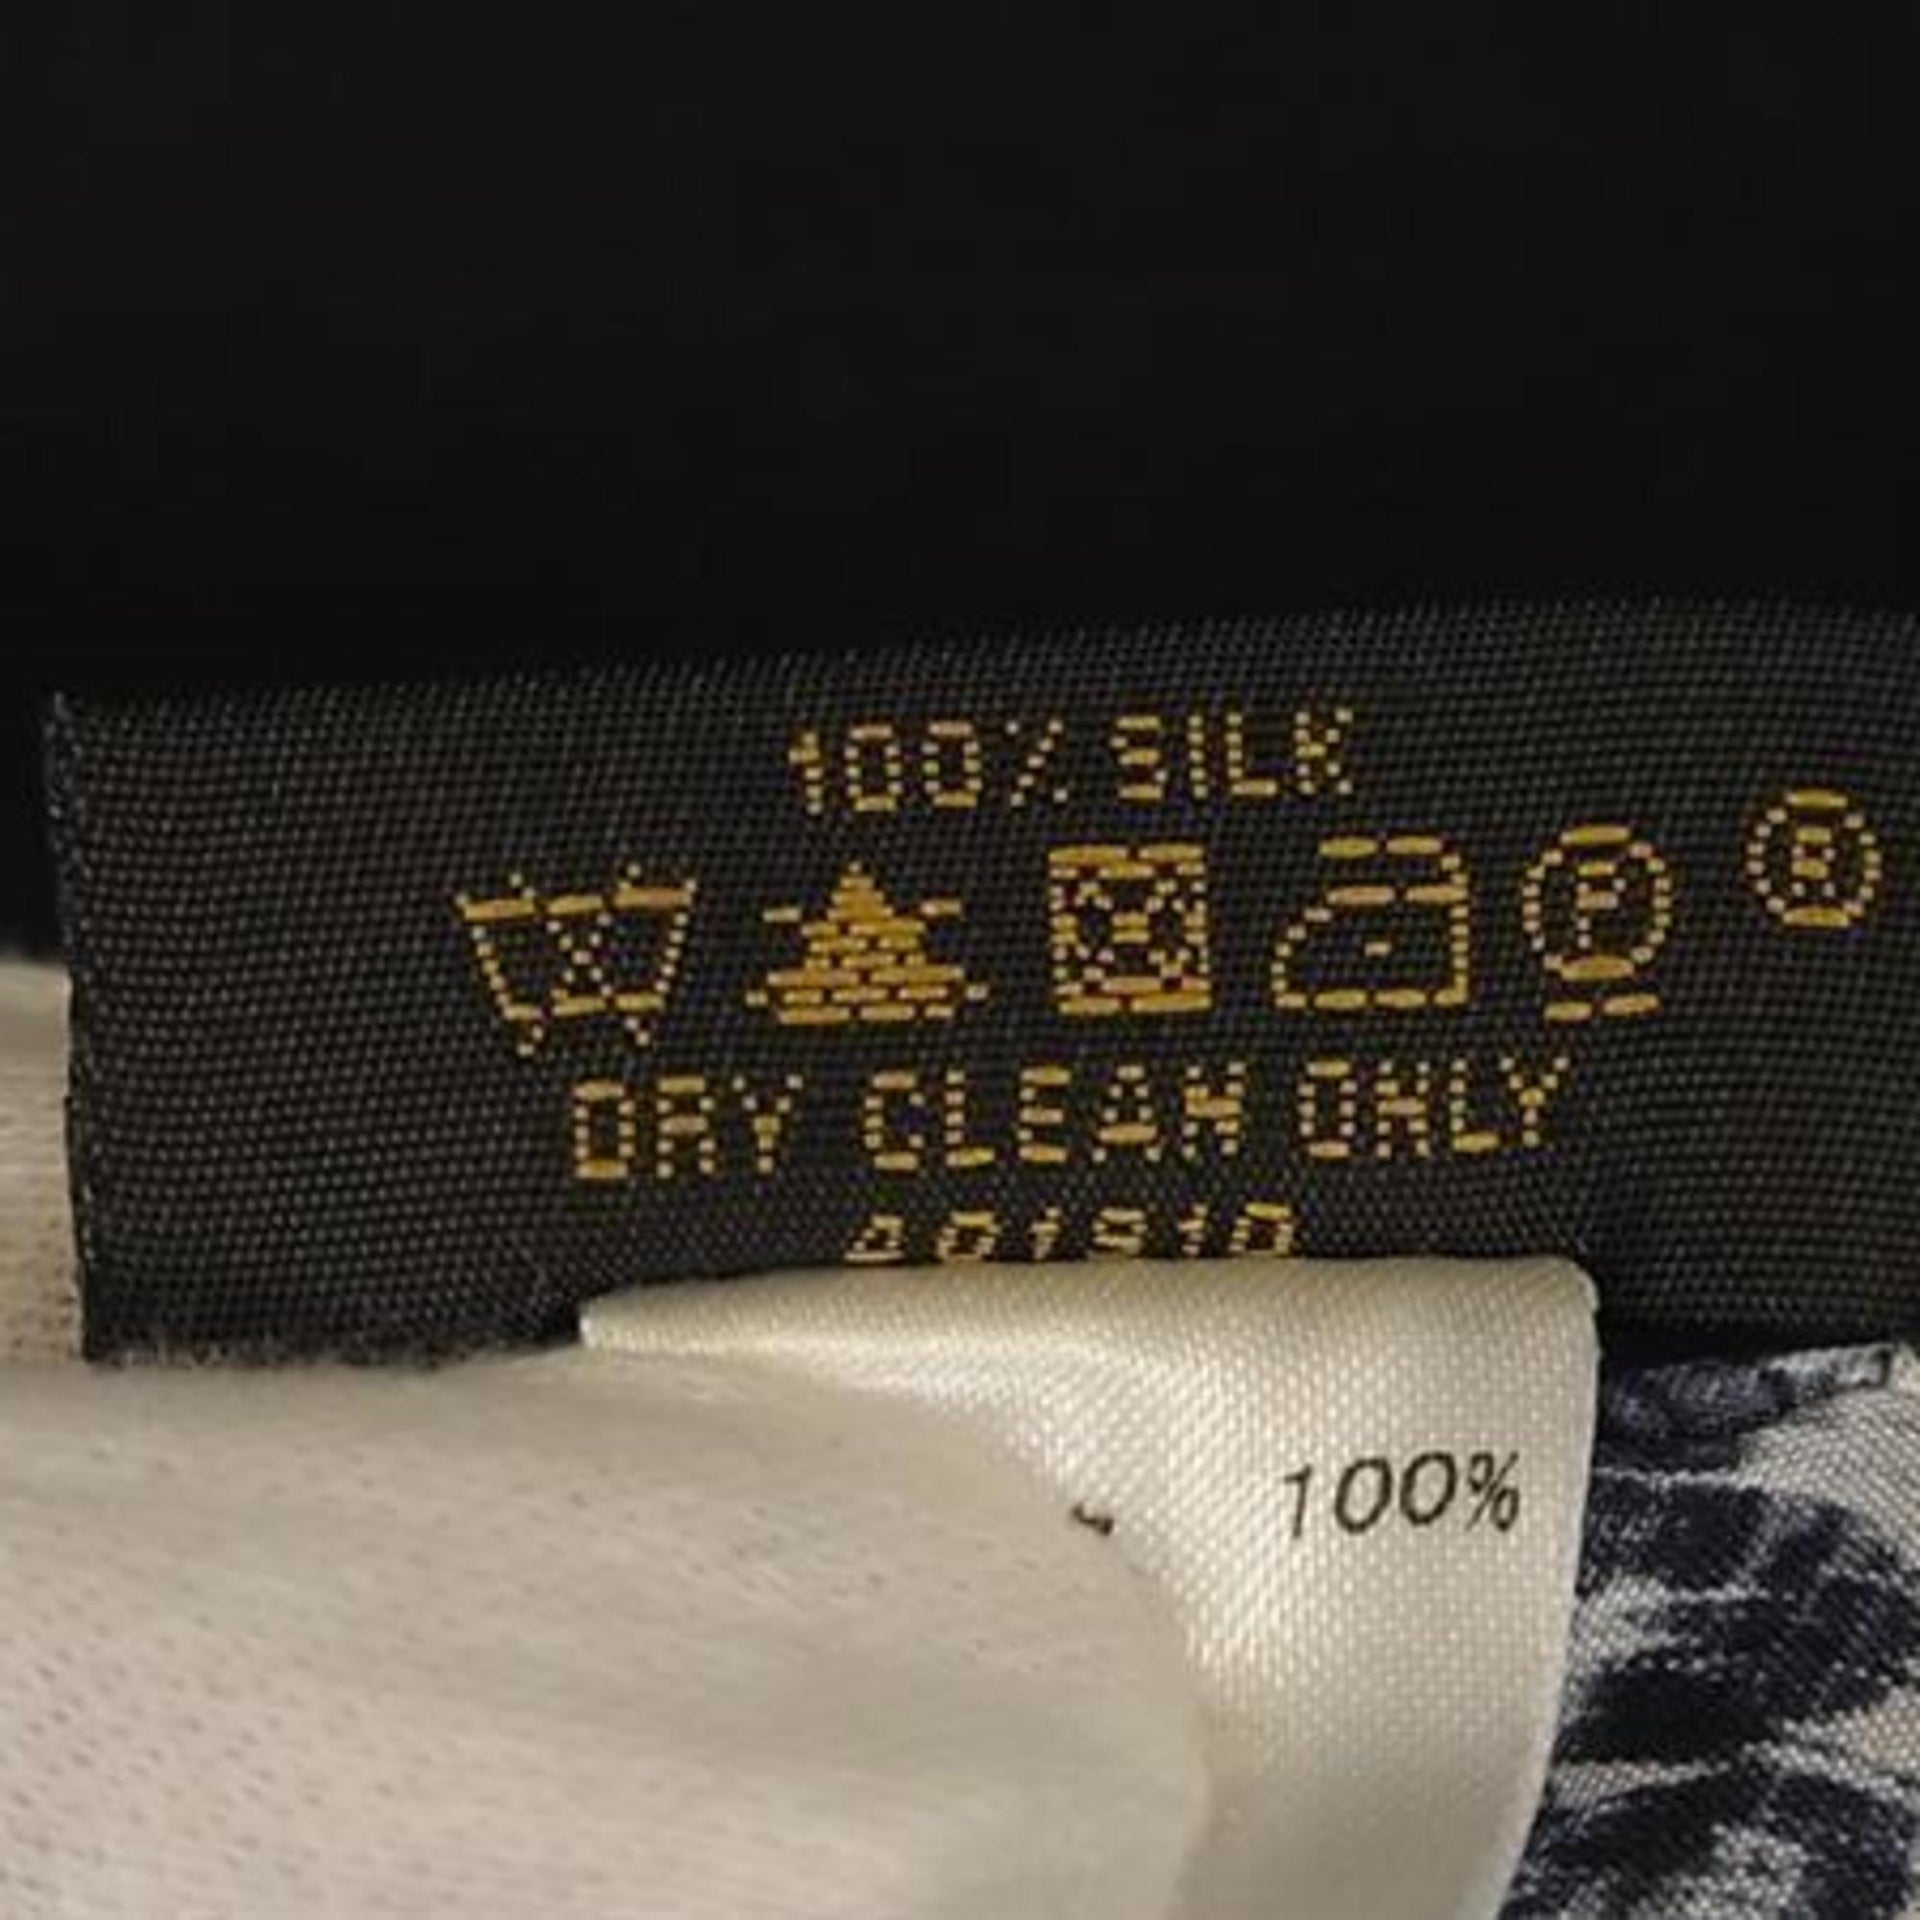 100% SILK
P ®
DRY CLEAN ONLY
100%